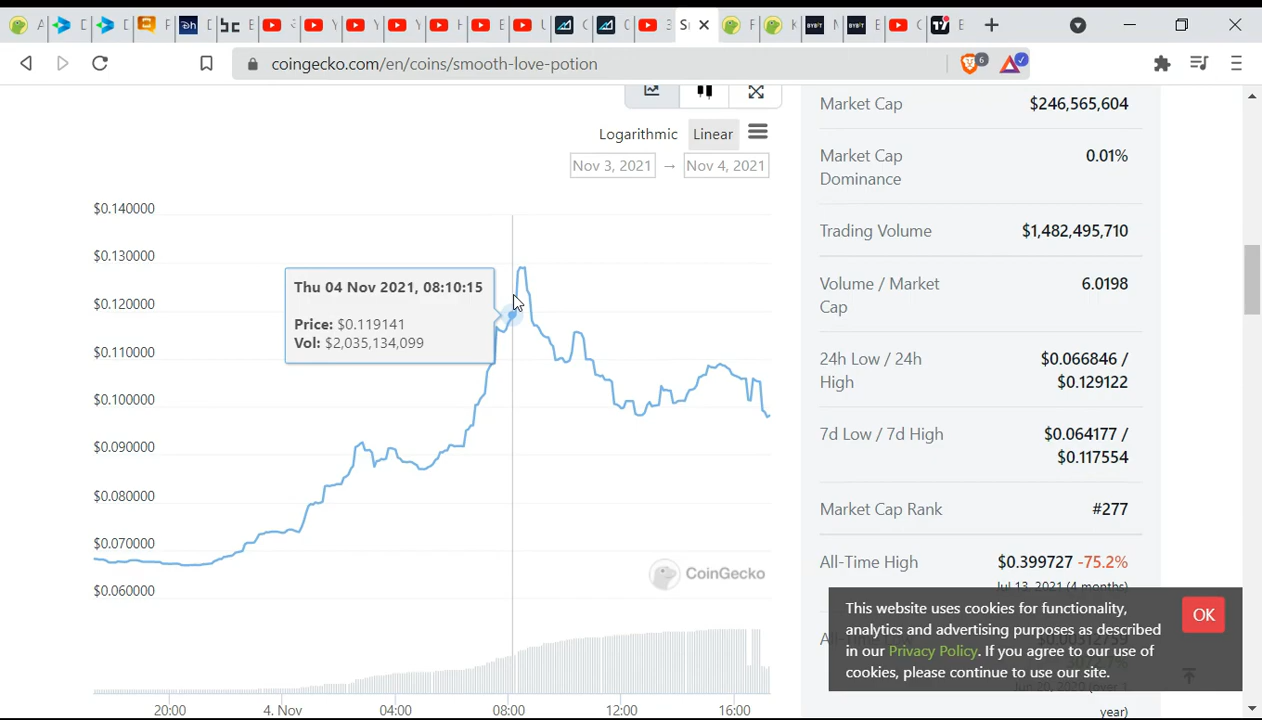 coingecko.com/en/coins/smooth-love-potion
6
Logarithmic Linear
Nov 3, 2021 → Nov 4, 2021
$0.140000
$0.130000
$0.120000
$0.110000
$0.100000
$0.090000
$0.080000
$0.070000
$0.060000
Thu 04 Nov 2021, 08:10:15
Price: $0.119141
Vol: $2,035,134,099
CoinGecko
20:00
4. Nov
04:00
08:00
12:00
16:00
Market Cap $246,565,604
Market Cap Dominance 0.01%
Trading Volume $1,482,495,710
Volume / Market Cap 6.0198
24h Low / 24h High $0.066846 / $0.129122
7d Low / 7d High $0.064177 / $0.117554
Market Cap Rank #277
All-Time High $0.399727 -75.2%
Jul 13, 2021 (4 months)
This website uses cookies for functionality,
analytics and advertising purposes as described
in our Privacy Policy. If you agree to our use of
cookies, please continue to use our site.
OK
year)